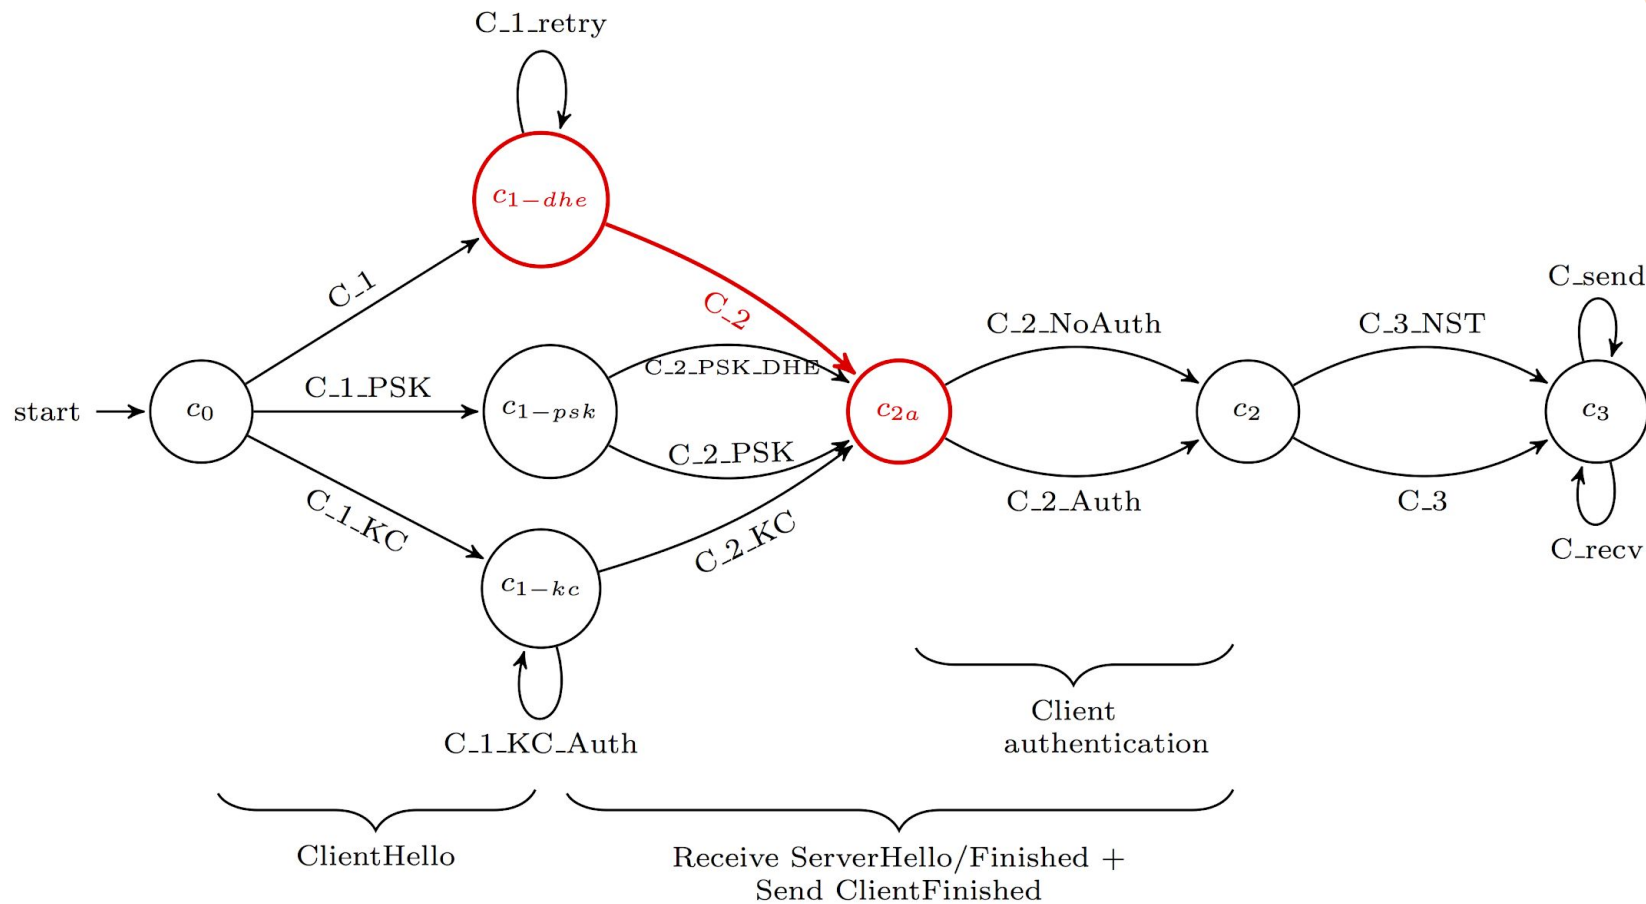 C_1_retry
c1−dhe
C_1
C_2
C_send
C_2_NoAuth
C_3_NST
C_2_PSK_DHE
start
c0
C_1_PSK
c1−psk
c2a
c2
c3
C_2_PSK
C_1_KC
C_2_KC
C_2_Auth
C_3
C_recv
c1−kc
C_1_KC_Auth
Client
authentication
ClientHello
Receive ServerHello/Finished +
Send ClientFinished